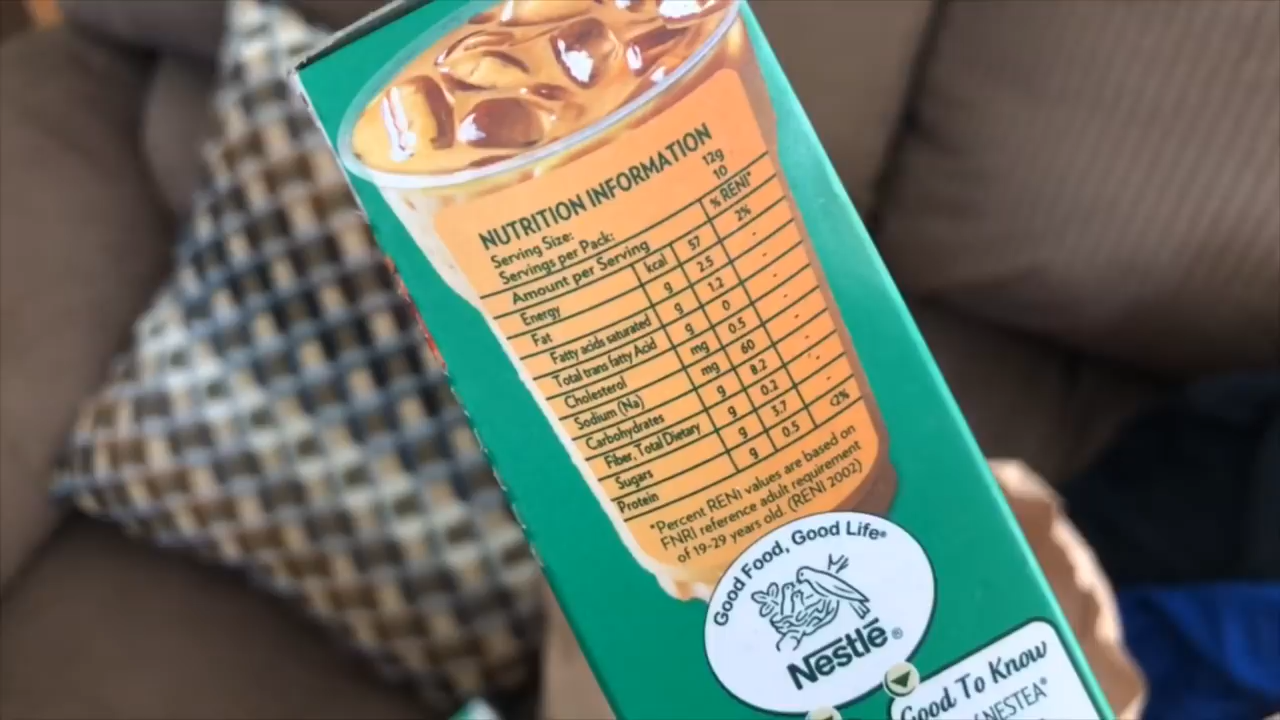 NUTRITION INFORMATION
Serving Size: 12g
Servings per Pack: 10
Amount per Serving % RENI*
Energy kcal 57 2%
Fat g 2.5 -
Fatty acids saturated g 1.2 -
Total trans fatty Acid g 0 -
Cholesterol mg 0.5 -
Sodium (Na) mg 60 -
Carbohydrates g 8.2 -
Fiber, Total Dietary g 0.2 -
Sugars g 3.7 -
Protein g 0.5 <2%
*Percent RENI values are based on
FNRI reference adult requirement
of 19-29 years old. (RENI 2002)
Good Food, Good Life®
Nestlé®
Good To Know
NESTEA®